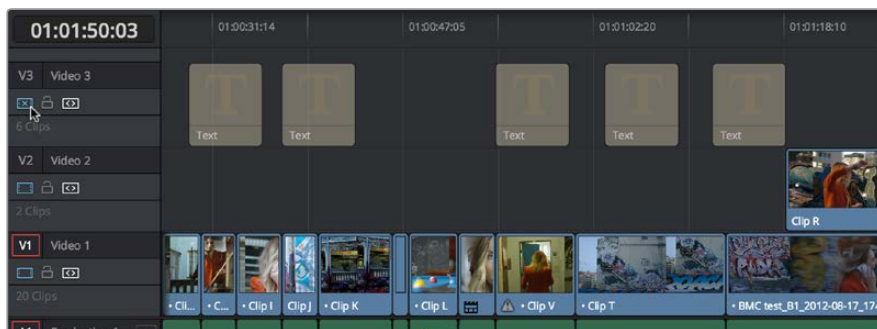 01:01:50:03
01:00:31:14
01:00:47:05
01:01:02:20
01:01:18:10
V3 Video 3
6 Clips
T T T T T
Text Text Text Text Text
V2 Video 2
2 Clips
Clip R
V1 Video 1
20 Clips
• Cli... • C... • Clip I Clip J • Clip K • Clip L • Clip V • Clip T • BMC test_B1_2012-08-17_174